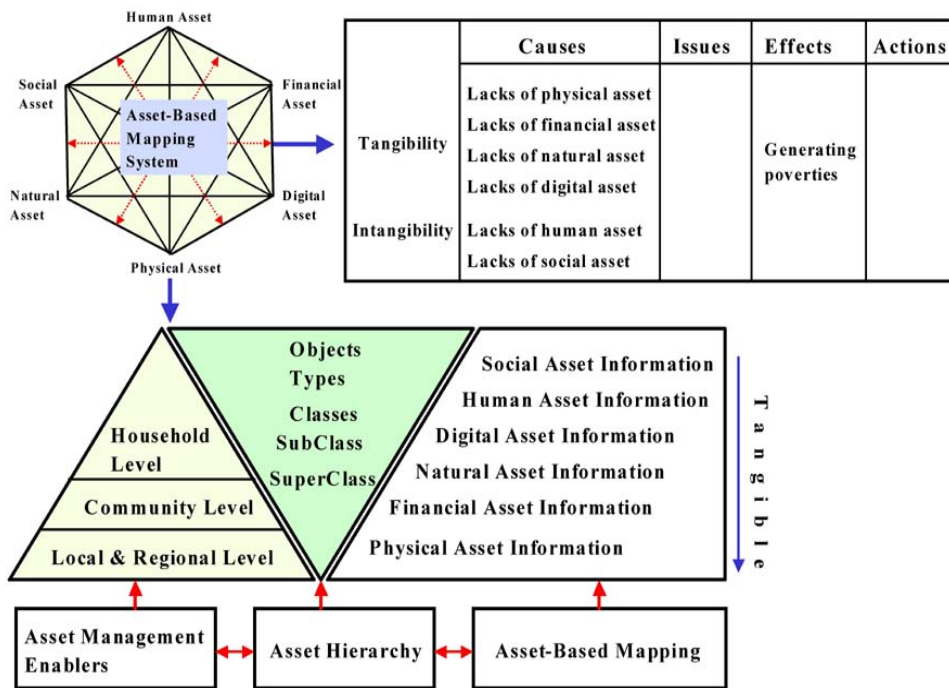 Human Asset
Social
Asset
Financial
Asset
Asset-Based
Mapping
System
Natural
Asset
Digital
Asset
Physical Asset
Causes
Issues
Effects
Actions
Tangibility
Lacks of physical asset
Lacks of financial asset
Lacks of natural asset
Lacks of digital asset
Generating
poverties
Intangibility
Lacks of human asset
Lacks of social asset
Household
Level
Community Level
Local & Regional Level
Objects
Types
Classes
SubClass
SuperClass
Social Asset Information
Human Asset Information
Digital Asset Information
Natural Asset Information
Financial Asset Information
Physical Asset Information
Tangible
Asset Management
Enablers
Asset Hierarchy
Asset-Based Mapping